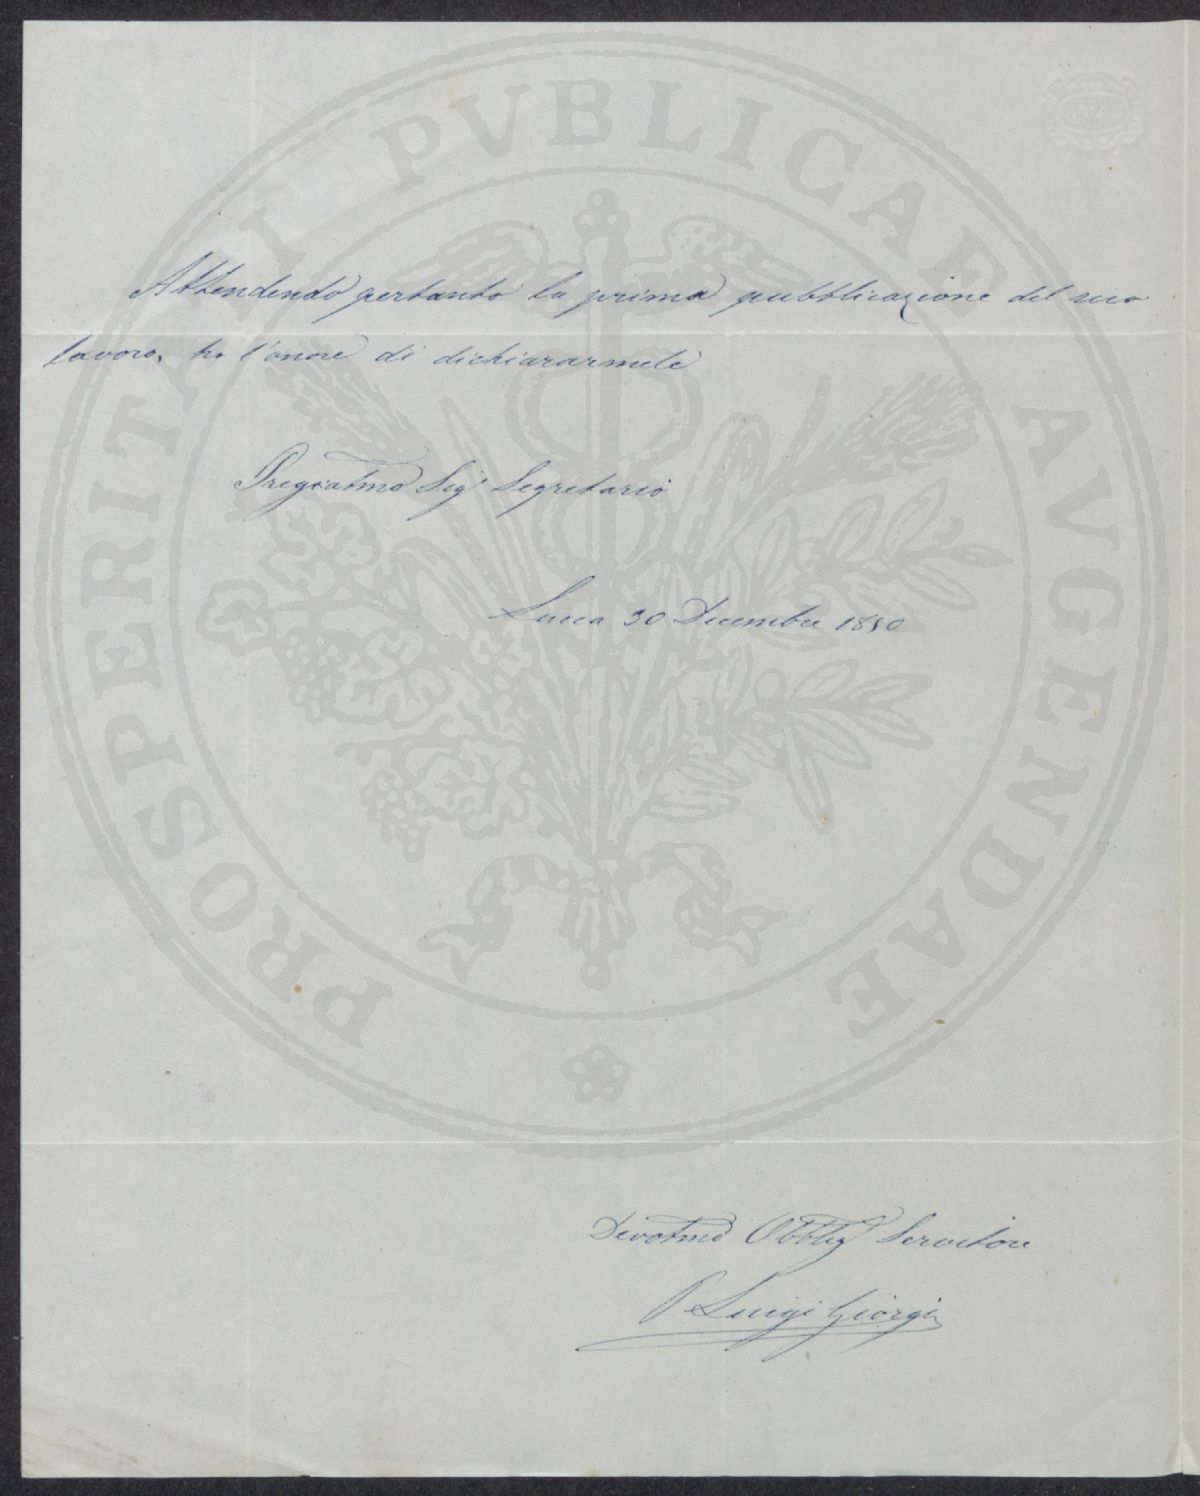 PROSPERITATI PVBLICAE AVGENDAE
Attendendo pertanto la prima pubblicazione del suo
lavoro, ho l'onore di dichiararmele
Pregiatmo Sigr Segretario
Lucca 30 Decembre 1850
Devotmo Obblig Servitore
P Luigi Giorgi